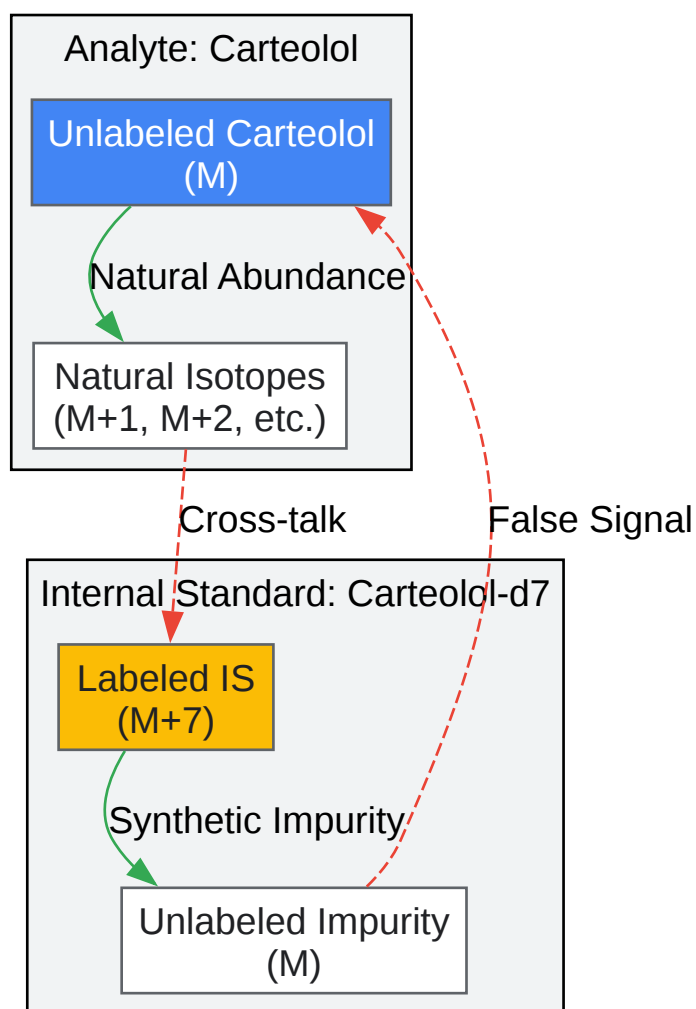 Analyte: Carteolol
Unlabeled Carteolol
(M)
Natural Abundance
Natural Isotopes
(M+1, M+2, etc.)
Cross-talk
False Signal
Internal Standard: Carteolol-d7
Labeled IS
(M+7)
Synthetic Impurity
Unlabeled Impurity
(M)